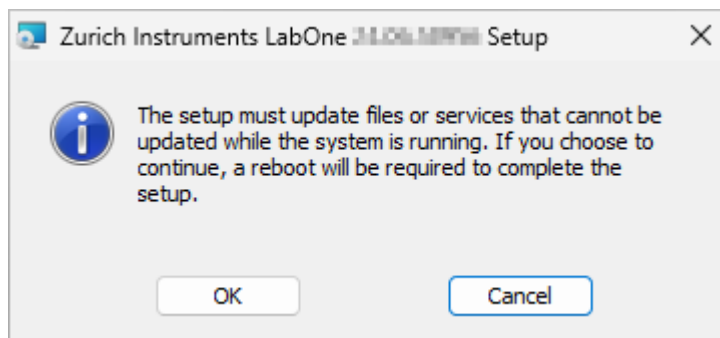 Zurich Instruments LabOne Setup
The setup must update files or services that cannot be
updated while the system is running. If you choose to
continue, a reboot will be required to complete the
setup.
OK Cancel